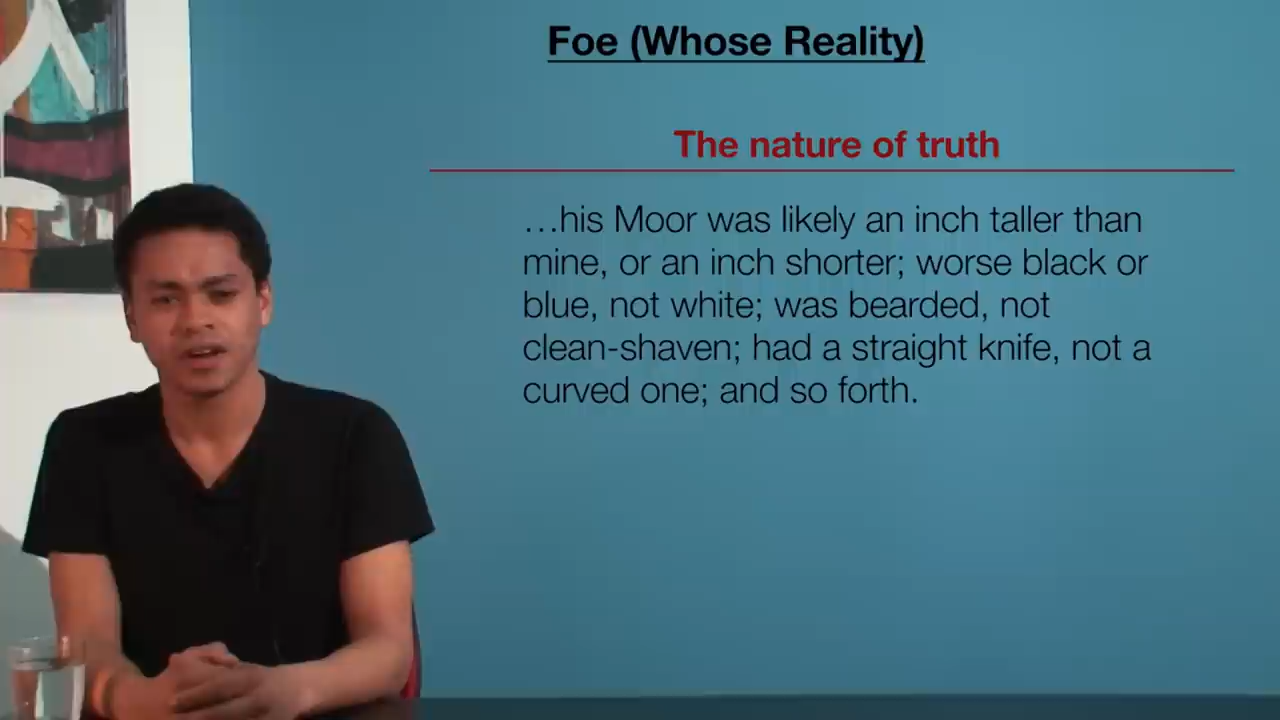 Foe (Whose Reality)
The nature of truth
…his Moor was likely an inch taller than
mine, or an inch shorter; worse black or
blue, not white; was bearded, not
clean-shaven; had a straight knife, not a
curved one; and so forth.